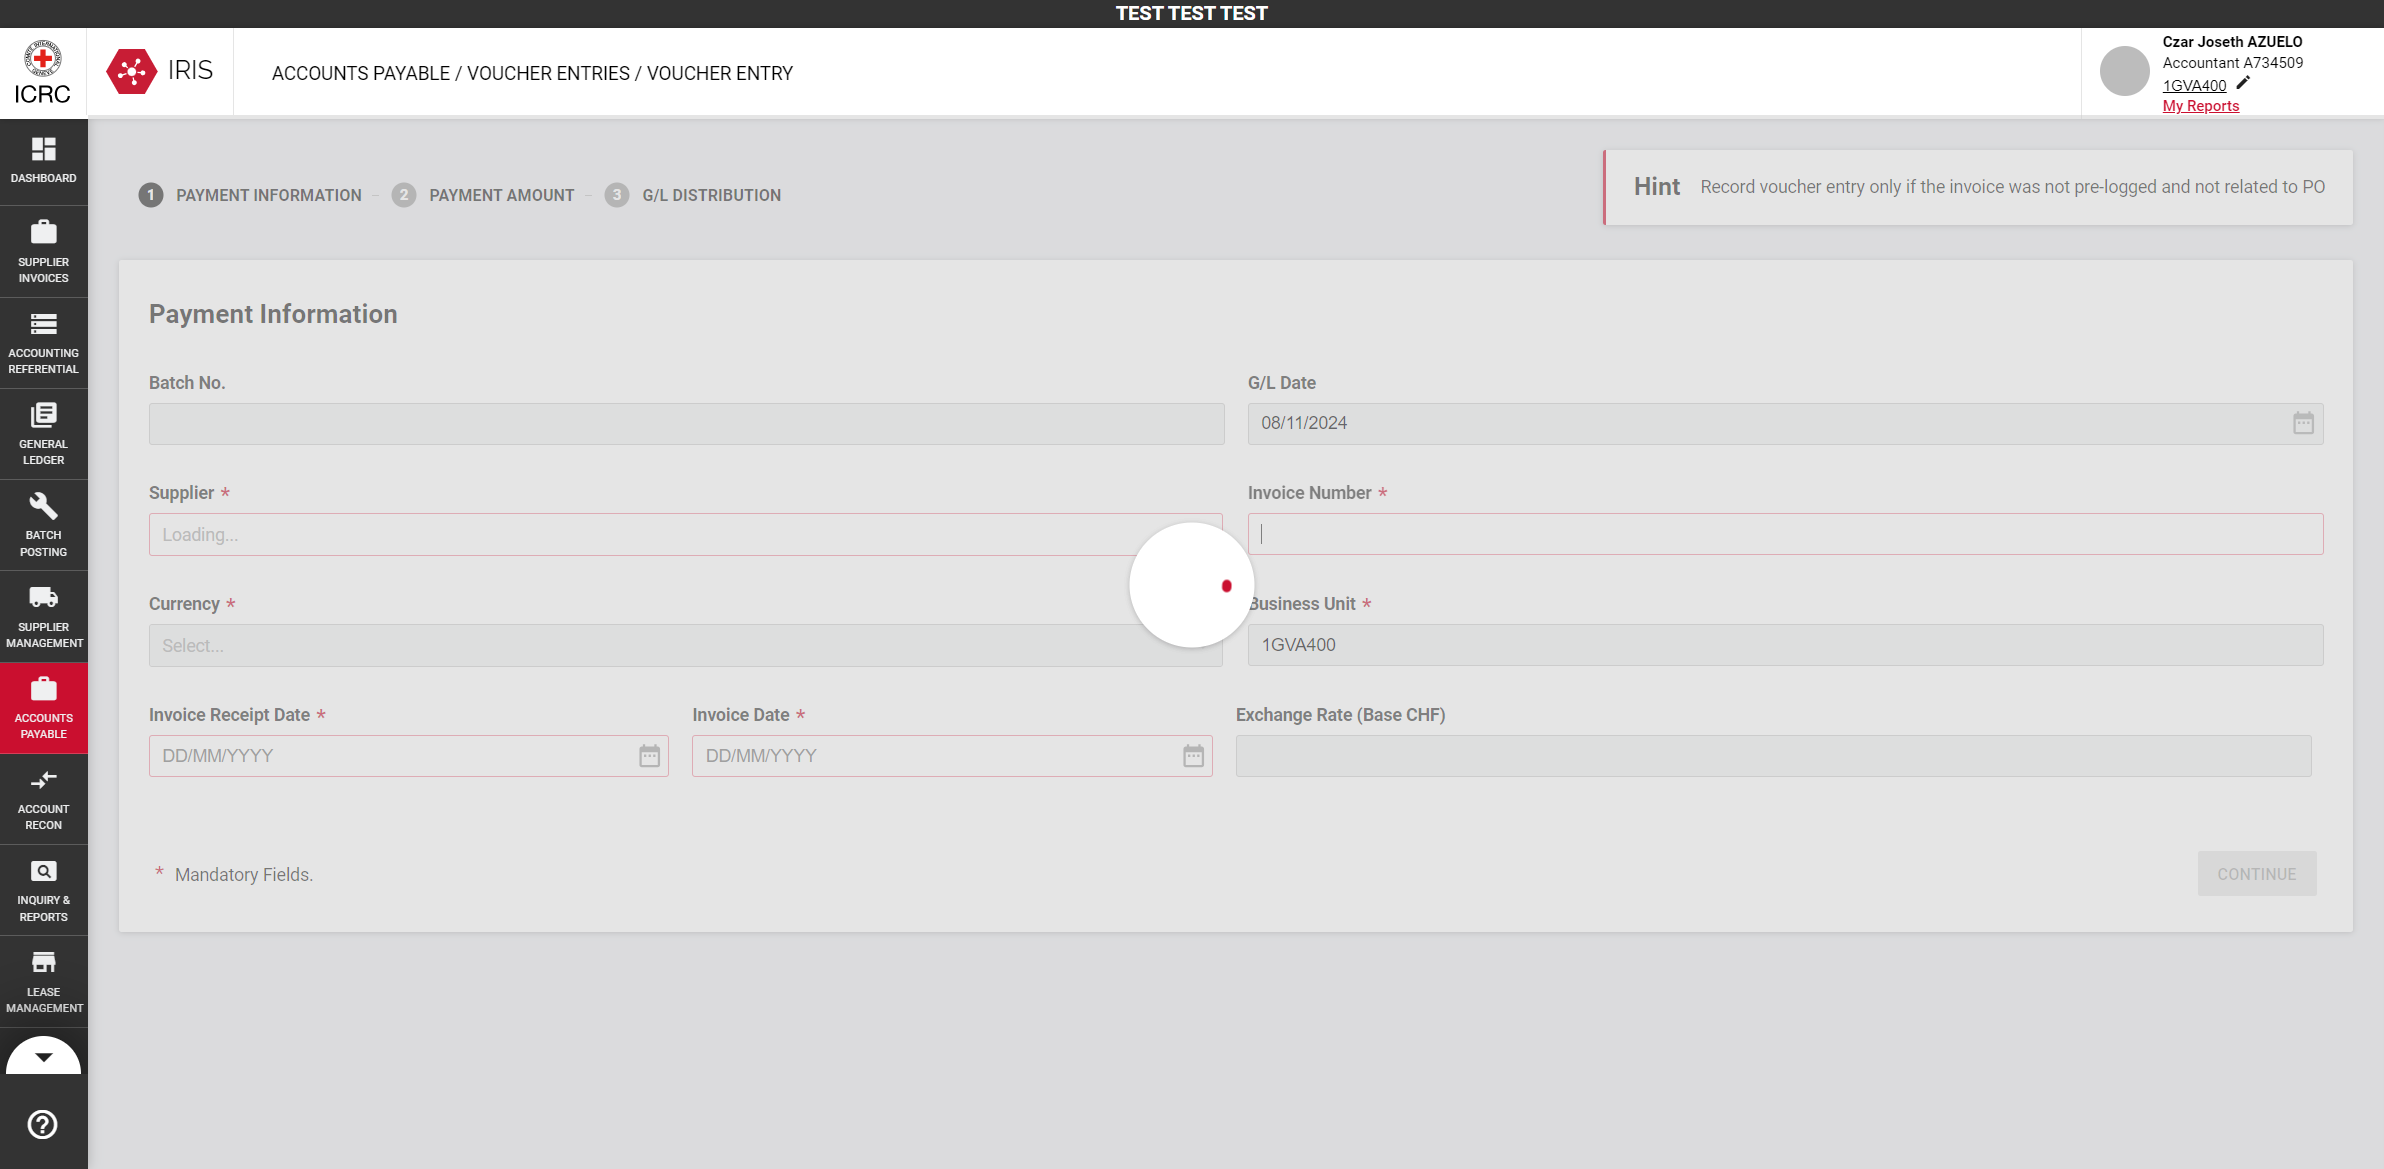 TEST TEST TEST
ICRC
IRIS
ACCOUNTS PAYABLE / VOUCHER ENTRIES / VOUCHER ENTRY
Czar Joseth AZUELO
Accountant A734509
1GVA400
My Reports
DASHBOARD
SUPPLIER
INVOICES
ACCOUNTING
REFERENTIAL
GENERAL
LEDGER
BATCH
POSTING
SUPPLIER
MANAGEMENT
ACCOUNTS
PAYABLE
ACCOUNT
RECON
INQUIRY &
REPORTS
LEASE
MANAGEMENT
1 PAYMENT INFORMATION – 2 PAYMENT AMOUNT – 3 G/L DISTRIBUTION
Hint Record voucher entry only if the invoice was not pre-logged and not related to PO
Payment Information
Batch No.
G/L Date
08/11/2024
Supplier *
Loading...
Invoice Number *
Currency *
Select...
Business Unit *
1GVA400
Invoice Receipt Date *
DD/MM/YYYY
Invoice Date *
DD/MM/YYYY
Exchange Rate (Base CHF)
* Mandatory Fields.
CONTINUE